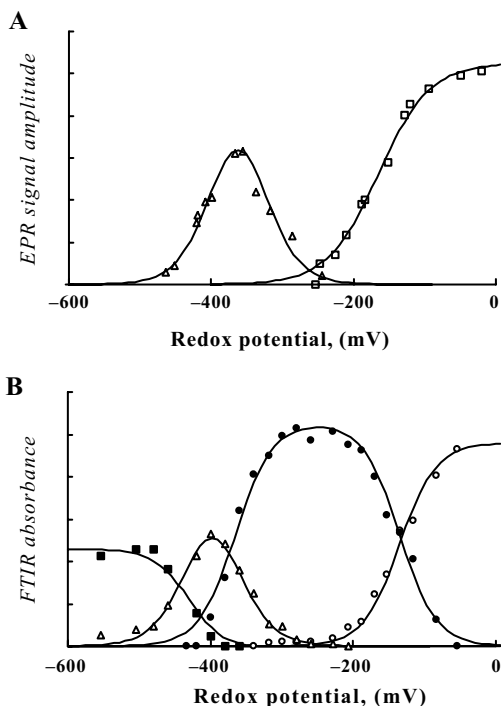 A
EPR signal amplitude
−600
−400
−200
0
Redox potential, (mV)
B
FTIR absorbance
−600
−400
−200
0
Redox potential, (mV)